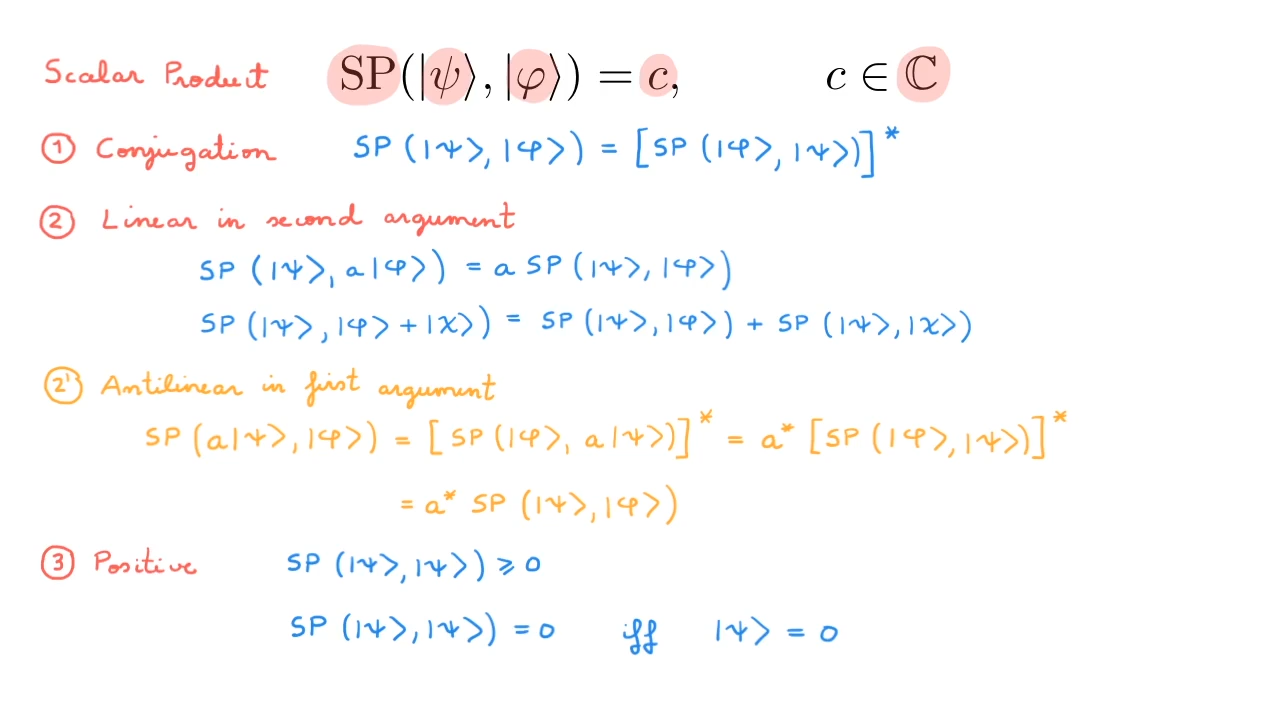 Scalar Product SP(|ψ⟩, |φ⟩) = c, c ∈ ℂ
① Conjugation SP (|ψ⟩, |φ⟩) = [SP (|φ⟩, |ψ⟩)]*
② Linear in second argument
SP (|ψ⟩, a|φ⟩) = a SP (|ψ⟩, |φ⟩)
SP (|ψ⟩, |φ⟩ + |χ⟩) = SP (|ψ⟩, |φ⟩) + SP (|ψ⟩, |χ⟩)
②' Antilinear in first argument
SP (a|ψ⟩, |φ⟩) = [SP (|φ⟩, a|ψ⟩)]* = a* [SP (|φ⟩, |ψ⟩)]*
= a* SP (|ψ⟩, |φ⟩)
③ Positive SP (|ψ⟩, |ψ⟩) ⩾ 0
SP (|ψ⟩, |ψ⟩) = 0 iff |ψ⟩ = 0